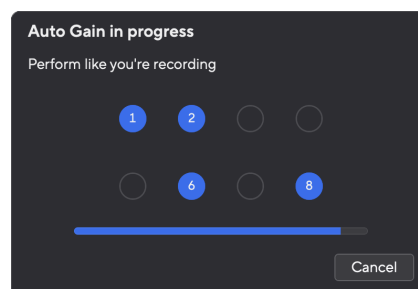 Auto Gain in progress
Perform like you're recording
1 2
6 8
Cancel